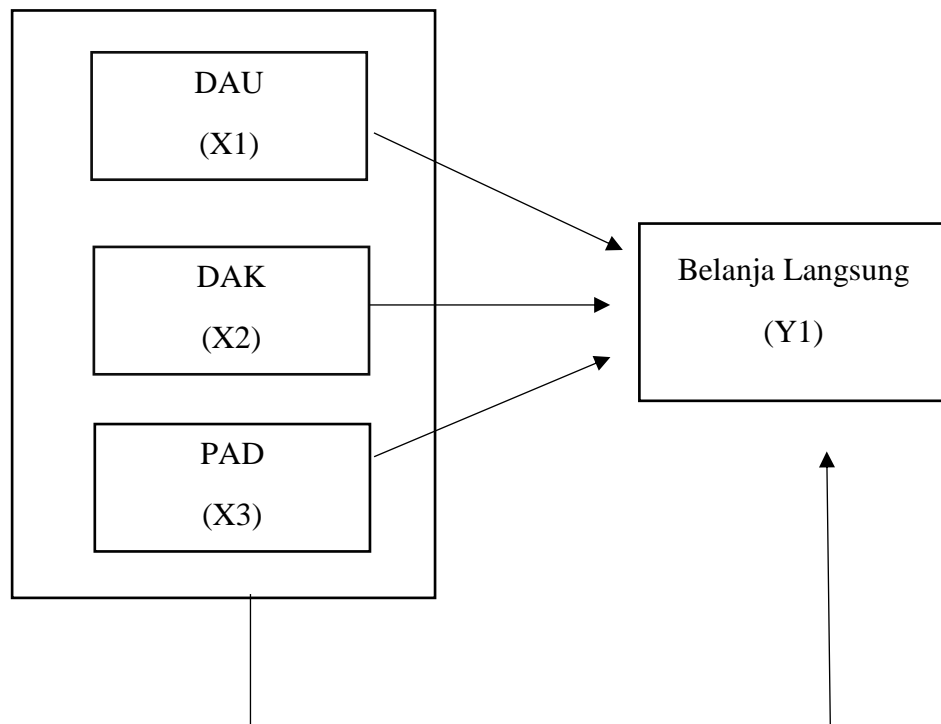 DAU
(X1)
DAK
(X2)
PAD
(X3)
Belanja Langsung
(Y1)